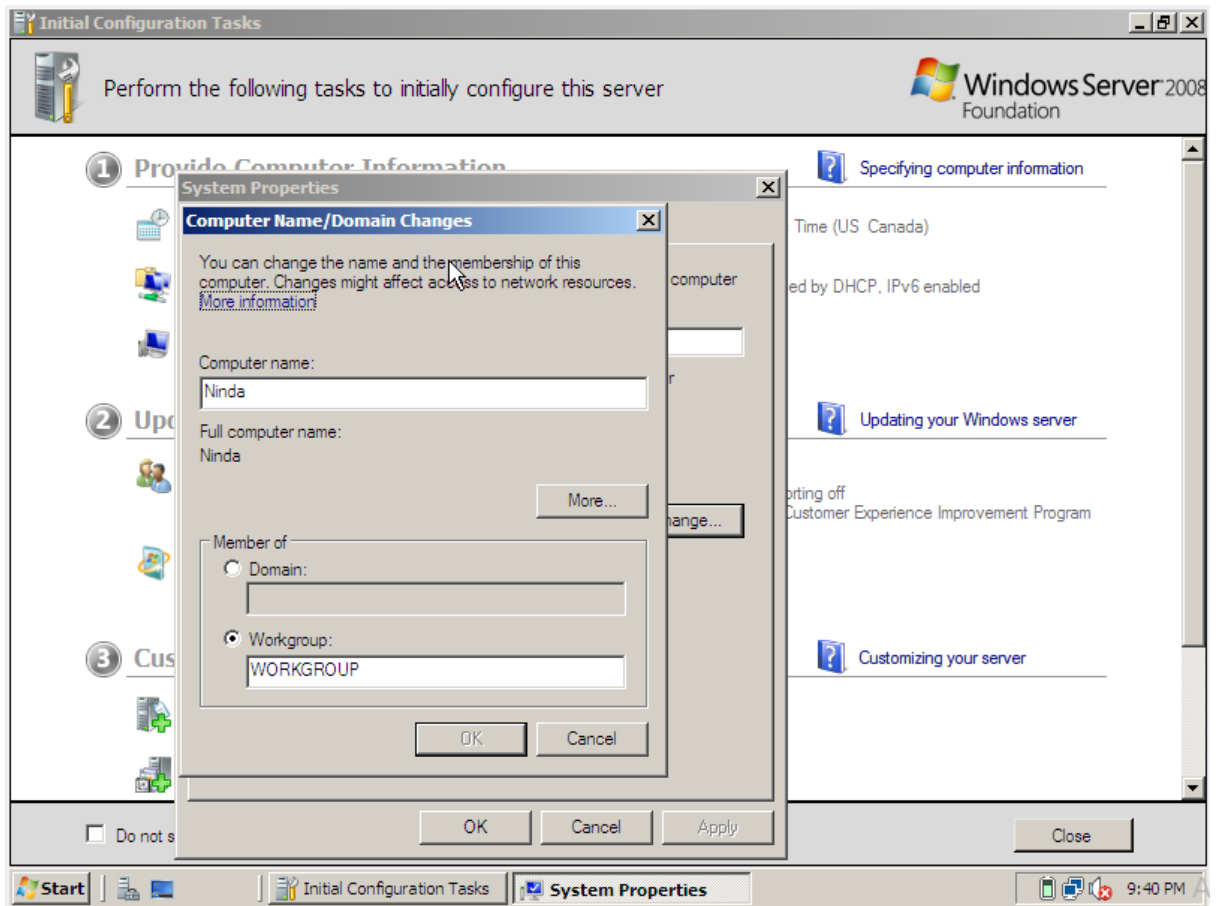 Initial Configuration Tasks
Perform the following tasks to initially configure this server
Windows Server 2008
Foundation
1 Provide Computer Information
Specifying computer information
System Properties
Computer Name/Domain Changes
Time (US Canada)
You can change the name and the membership of this
computer. Changes might affect access to network resources.
More information
computer
ed by DHCP, IPv6 enabled
Computer name:
Ninda
r
2 Upd
Updating your Windows server
Full computer name:
Ninda
More...
orting off
Customer Experience Improvement Program
hange...
Member of
Domain:
Workgroup:
WORKGROUP
3 Cus
Customizing your server
OK Cancel
OK Cancel Apply
Do not s
Close
Start
Initial Configuration Tasks
System Properties
9:40 PM
A